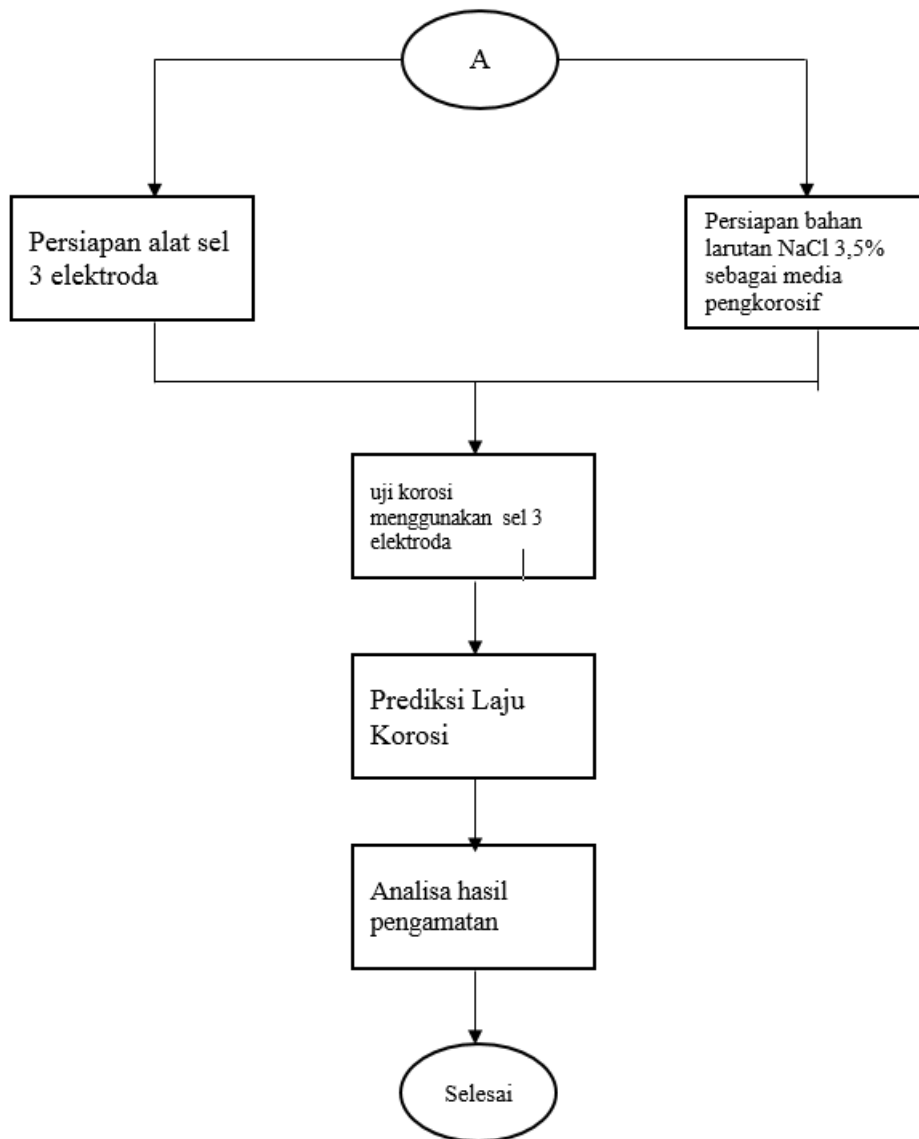 A
Persiapan alat sel
3 elektroda
Persiapan bahan
larutan NaCl 3,5%
sebagai media
pengkorosif
uji korosi
menggunakan sel 3
elektroda
Prediksi Laju
Korosi
Analisa hasil
pengamatan
Selesai